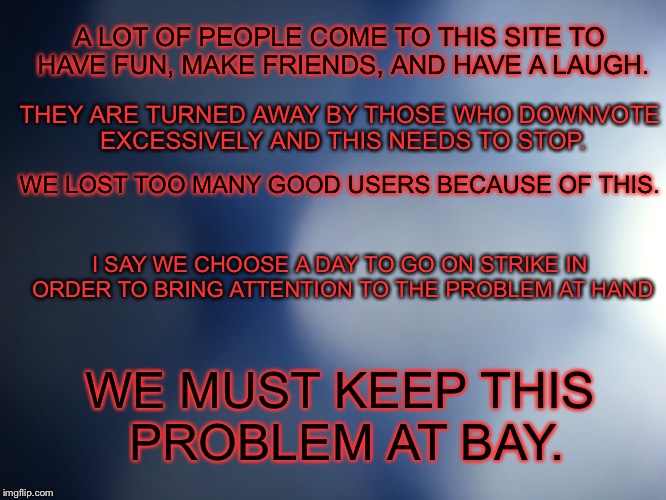 A LOT OF PEOPLE COME TO THIS SITE TO
HAVE FUN, MAKE FRIENDS, AND HAVE A LAUGH.
THEY ARE TURNED AWAY BY THOSE WHO DOWNVOTE
EXCESSIVELY AND THIS NEEDS TO STOP.
WE LOST TOO MANY GOOD USERS BECAUSE OF THIS.
I SAY WE CHOOSE A DAY TO GO ON STRIKE IN
ORDER TO BRING ATTENTION TO THE PROBLEM AT HAND
WE MUST KEEP THIS
PROBLEM AT BAY.
imgflip.com